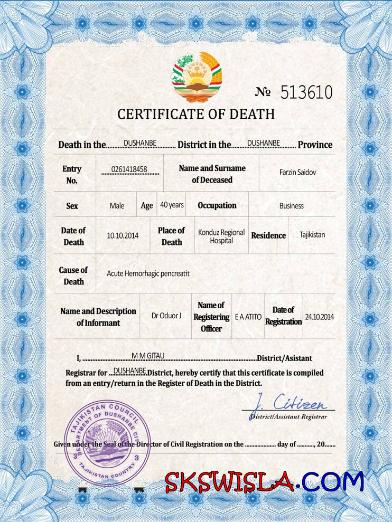 № 513610
CERTIFICATE OF DEATH
Death in the DUSHANBE District in the DUSHANBE Province
Entry No. 0261418458 Name and Surname of Deceased Farzin Saidov
Sex Male Age 40 years Occupation Business
Date of Death 10.10.2014 Place of Death Konduz Regional Hospital Residence Tajikistan
Cause of Death Acute Hemorhagic pencreatit
Name and Description of Informant Dr Oduor J Name of Registering Officer E A ATITO Date of Registration 24.10.2014
I, M M GITAU District/Asistant
Registrar for DUSHANBE District, hereby certify that this certificate is compiled
from an entry/return in the Register of Death in the District.
J. Citizen
District/Assistant Registrar
Given under the Seal of the Director of Civil Registration on the ............ day of ........., 20.....
TAJIKISTAN COUNCIL
DEPARTMENT OF DUSHANBE
TAJIKISTAN COUNTRY
SKSWISLA.COM